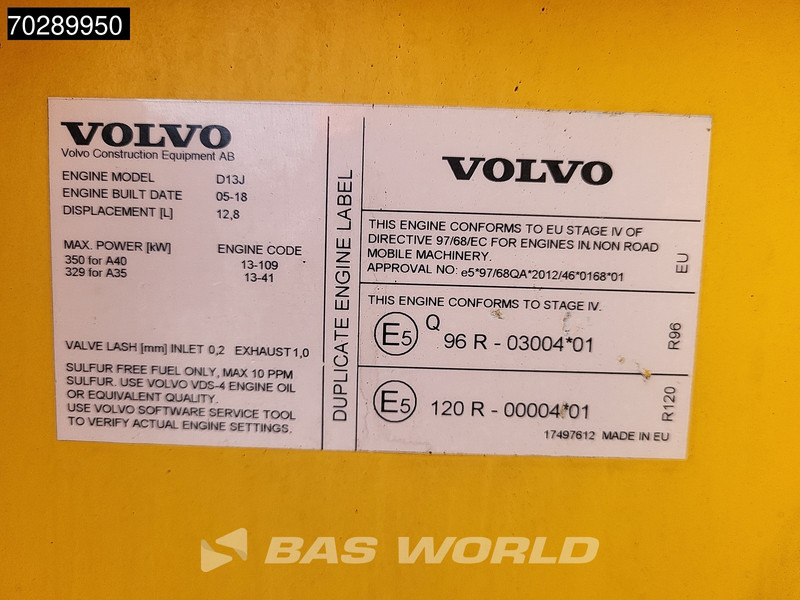 70289950
VOLVO
Volvo Construction Equipment AB
ENGINE MODEL D13J
ENGINE BUILT DATE 05-18
DISPLACEMENT [L] 12,8
MAX. POWER [kW] ENGINE CODE
350 for A40 13-109
329 for A35 13-41
VALVE LASH [mm] INLET 0,2 EXHAUST 1,0
SULFUR FREE FUEL ONLY, MAX 10 PPM
SULFUR. USE VOLVO VDS-4 ENGINE OIL
OR EQUIVALENT QUALITY.
USE VOLVO SOFTWARE SERVICE TOOL
TO VERIFY ACTUAL ENGINE SETTINGS.
DUPLICATE ENGINE LABEL
VOLVO
THIS ENGINE CONFORMS TO EU STAGE IV OF
DIRECTIVE 97/68/EC FOR ENGINES IN NON ROAD
MOBILE MACHINERY.
APPROVAL NO: e5*97/68QA*2012/46*0168*01
EU
THIS ENGINE CONFORMS TO STAGE IV.
E5 Q 96 R - 03004*01
R96
E5 120 R - 00004*01
R120
17497612 MADE IN EU
BAS WORLD